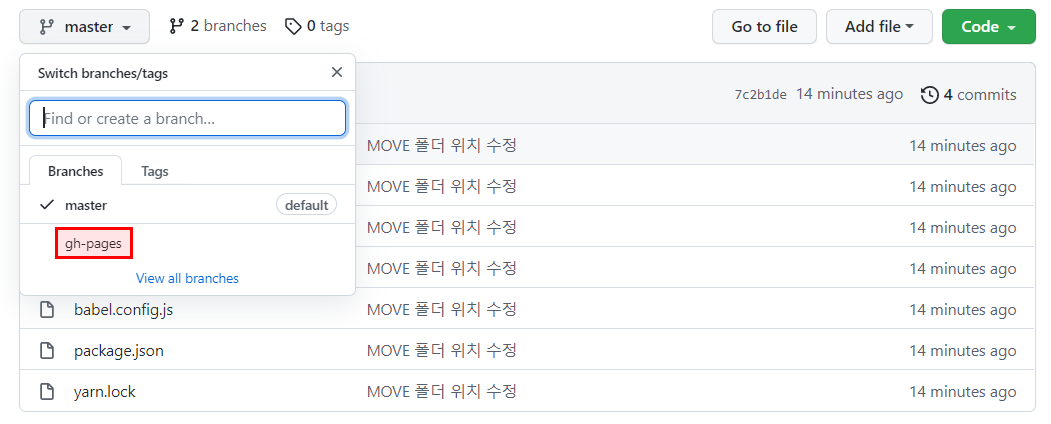 master 2 branches 0 tags Go to file Add file Code
Switch branches/tags
7c2b1de 14 minutes ago 4 commits
Find or create a branch...
MOVE 폴더 위치 수정 14 minutes ago
Branches Tags
MOVE 폴더 위치 수정 14 minutes ago
master default
MOVE 폴더 위치 수정 14 minutes ago
gh-pages
MOVE 폴더 위치 수정 14 minutes ago
View all branches
babel.config.js MOVE 폴더 위치 수정 14 minutes ago
package.json MOVE 폴더 위치 수정 14 minutes ago
yarn.lock MOVE 폴더 위치 수정 14 minutes ago